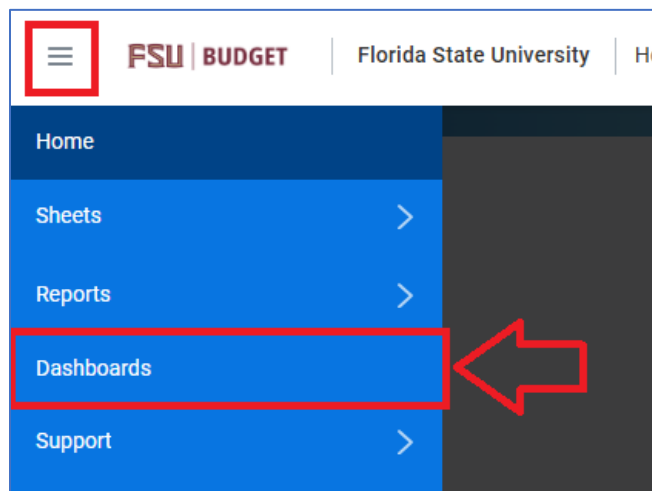 FSU | BUDGET
Florida State University
Home
Sheets
Reports
Dashboards
Support